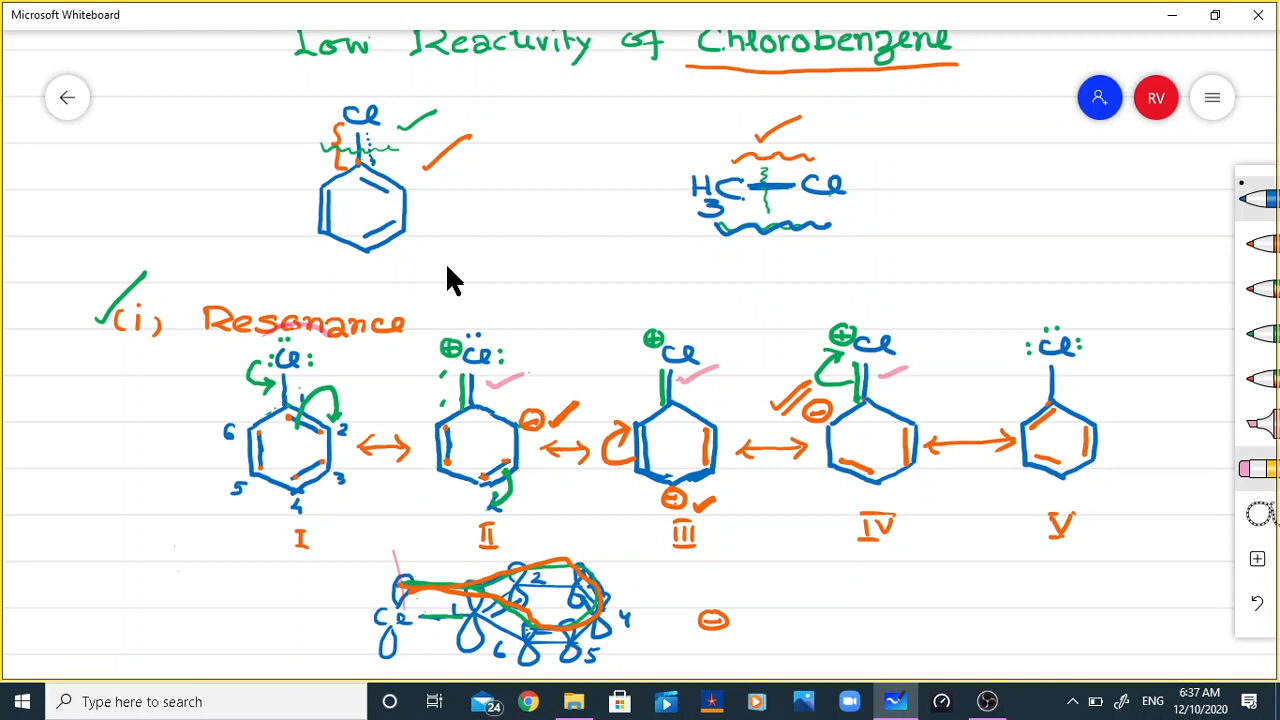 Microsoft Whiteboard
Low Reactivity of Chlorobenzene
RV
Cl
H3C Cl
(i) Resonance
Cl ⊕ Cl ⊕ Cl ⊕ Cl Cl
1
6 2 ⊖ ⊖
5 3
4 ⊖
I II III IV V
2
Cl 1 4 ⊖
6 5
Type here to search
24
ENG
6:37 AM
12/10/2020